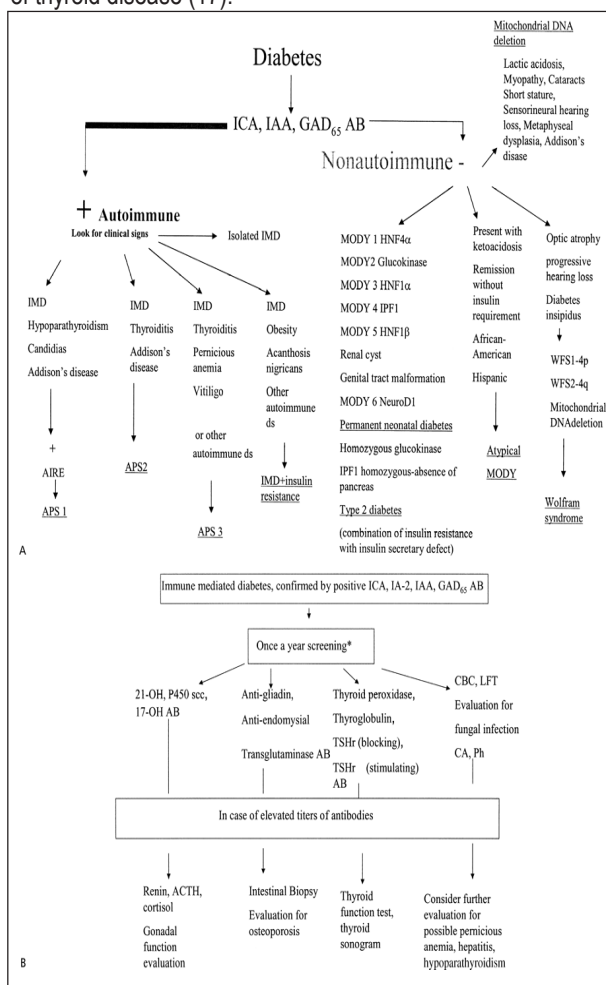 of thyroid disease (17).
Mitochondrial DNA
deletion
Lactic acidosis,
Myopathy, Cataracts
Short stature,
Sensorineural hearing
loss, Metaphyseal
dysplasia, Addison's
disase
Diabetes
ICA, IAA, GAD65 AB
Nonautoimmune -
+ Autoimmune
Look for clinical signs
Isolated IMD
IMD
Hypoparathyroidism
Candidias
Addison's disease
+
AIRE
APS 1
IMD
Thyroiditis
Addison's
disease
APS2
IMD
Thyroiditis
Pernicious
anemia
Vitiligo
or other
autoimmune ds
APS 3
IMD
Obesity
Acanthosis
nigricans
Other
autoimmune
ds
IMD+insulin
resistance
MODY 1 HNF4α
MODY2 Glucokinase
MODY 3 HNF1α
MODY 4 IPF1
MODY 5 HNF1β
Renal cyst
Genital tract malformation
MODY 6 NeuroD1
Permanent neonatal diabetes
Homozygous glucokinase
IPF1 homozygous-absence of
pancreas
Type 2 diabetes
(combination of insulin resistance
with insulin secretary defect)
Present with
ketoacidosis
Remission
without
insulin
requirement
African-
American
Hispanic
Atypical
MODY
Optic atrophy
progressive
hearing loss
Diabetes
insipidus
WFS1-4p
WFS2-4q
Mitochondrial
DNAdeletion
Wolfram
syndrome
A
Immune mediated diabetes, confirmed by positive ICA, IA-2, IAA, GAD65 AB
Once a year screening*
21-OH, P450 scc,
17-OH AB
Anti-gliadin,
Anti-endomysial
Transglutaminase AB
Thyroid peroxidase,
Thyroglobulin,
TSHr (blocking),
TSHr (stimulating)
AB
CBC, LFT
Evaluation for
fungal infection
CA, Ph
In case of elevated titers of antibodies
Renin, ACTH,
cortisol
Gonadal
function
evaluation
Intestinal Biopsy
Evaluation for
osteoporosis
Thyroid
function test,
thyroid
sonogram
Consider further
evaluation for
possible pernicious
anemia, hepatitis,
hypoparathyroidism
B